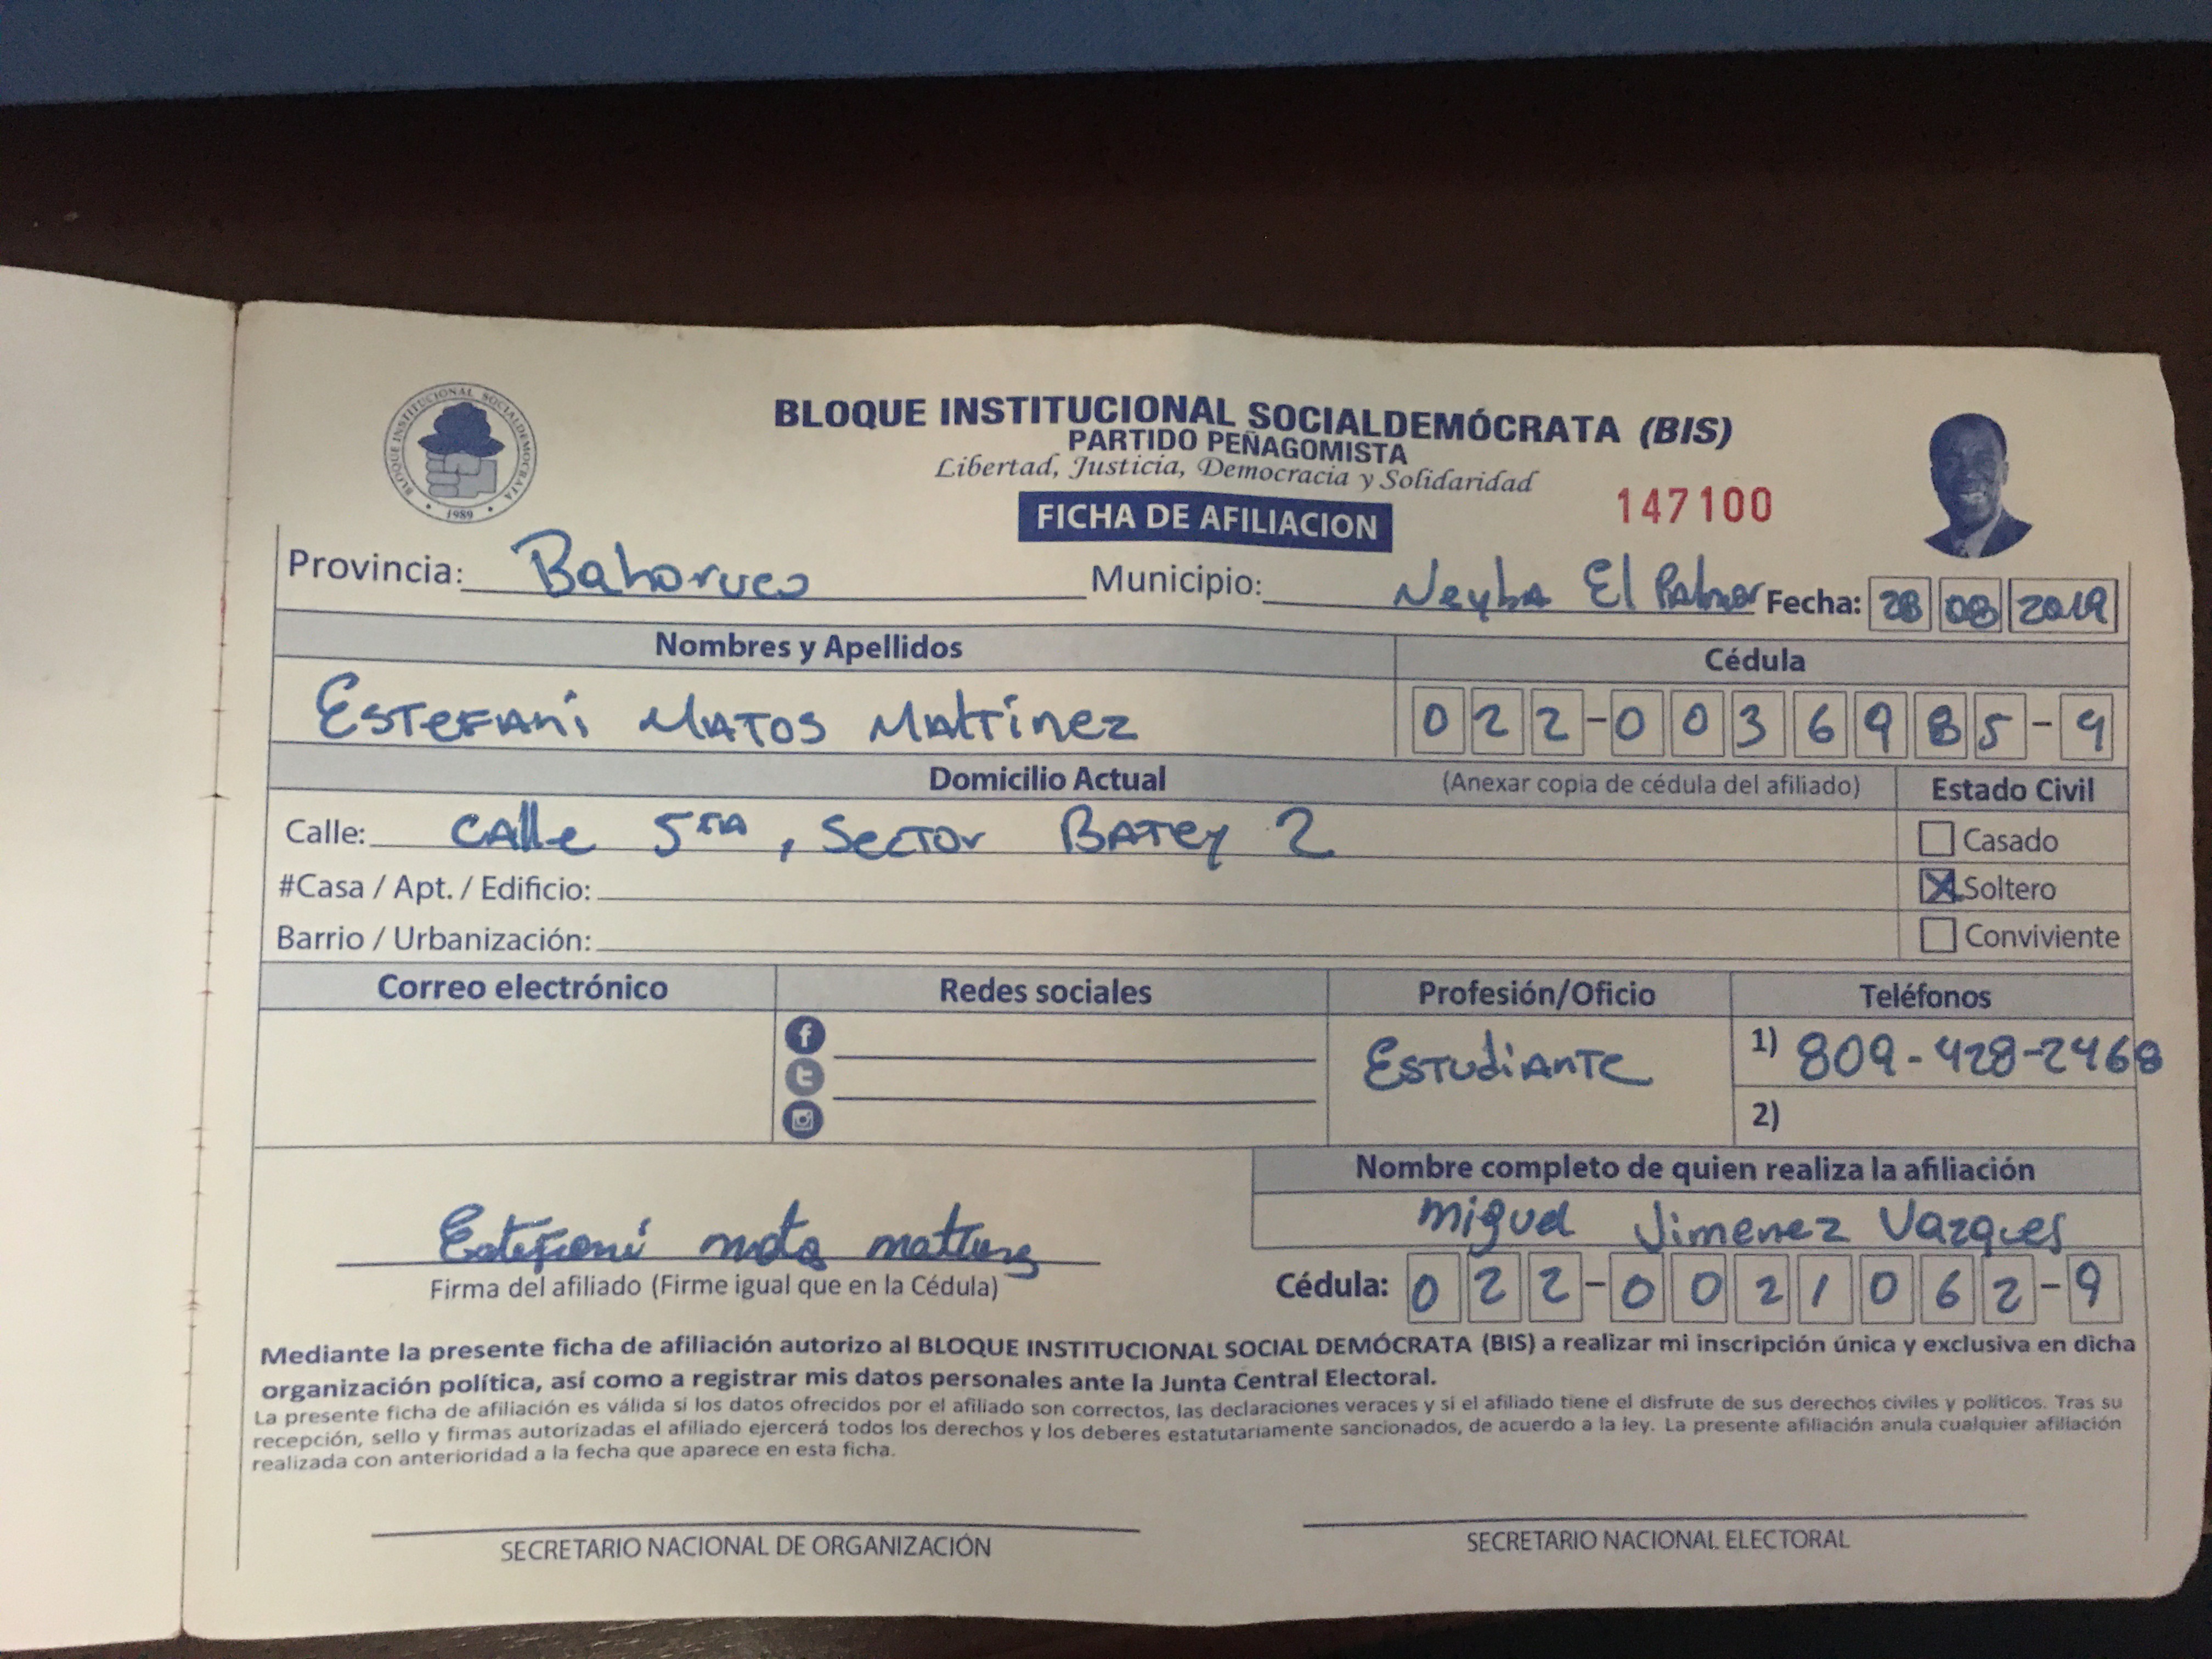 BLOQUE INSTITUCIONAL SOCIALDEMOCRATA
1989
BLOQUE INSTITUCIONAL SOCIALDEMÓCRATA (BIS)
PARTIDO PEÑAGOMISTA
Libertad, Justicia, Democracia y Solidaridad
FICHA DE AFILIACION
147100
Provincia: Bahoruco Municipio: Neyba El Palmar Fecha: 28 08 2019
Nombres y Apellidos Cédula
Estefani Matos Maltinez 022-0036985-9
Domicilio Actual (Anexar copia de cédula del afiliado) Estado Civil
Calle: Calle 5ta, Sector Batey 2 Casado
#Casa / Apt. / Edificio: X Soltero
Barrio / Urbanización: Conviviente
Correo electrónico Redes sociales Profesión/Oficio Teléfonos
Estudiante 1) 809-428-2468
2)
Nombre completo de quien realiza la afiliación
Miguel Jimenez Vazques
Estefani
Firma del afiliado (Firme igual que en la Cédula)
Cédula: 022-0021062-9
Mediante la presente ficha de afiliación autorizo al BLOQUE INSTITUCIONAL SOCIAL DEMÓCRATA (BIS) a realizar mi inscripción única y exclusiva en dicha
organización política, así como a registrar mis datos personales ante la Junta Central Electoral.
La presente ficha de afiliación es válida si los datos ofrecidos por el afiliado son correctos, las declaraciones veraces y si el afiliado tiene el disfrute de sus derechos civiles y políticos. Tras su
recepción, sello y firmas autorizadas el afiliado ejercerá todos los derechos y los deberes estatutariamente sancionados, de acuerdo a la ley. La presente afiliación anula cualquier afiliación
realizada con anterioridad a la fecha que aparece en esta ficha.
SECRETARIO NACIONAL DE ORGANIZACIÓN SECRETARIO NACIONAL ELECTORAL